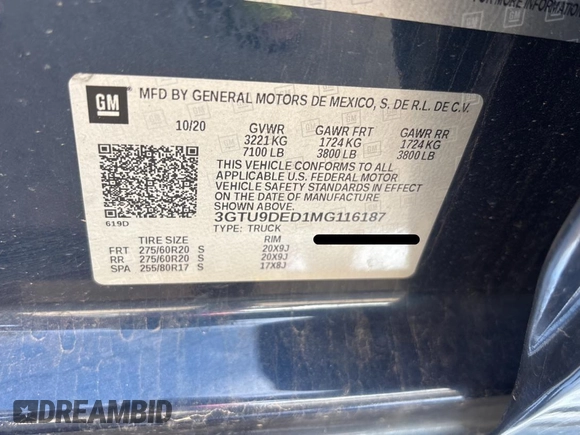 FOR MORE INFORMATION
GM
MFD BY GENERAL MOTORS DE MEXICO, S. DE R.L. DE C.V.
10/20 GVWR GAWR FRT GAWR RR
3221 KG 1724 KG 1724 KG
7100 LB 3800 LB 3800 LB
THIS VEHICLE CONFORMS TO ALL
APPLICABLE U.S. FEDERAL MOTOR
VEHICLE SAFETY STANDARDS IN EFFECT
ON THE DATE OF MANUFACTURE
SHOWN ABOVE.
619D
3GTU9DED1MG116187
TYPE: TRUCK
TIRE SIZE RIM
FRT 275/60R20 S 20X9J
RR 275/60R20 S 20X9J
SPA 255/80R17 S 17X8J
DREAMBID